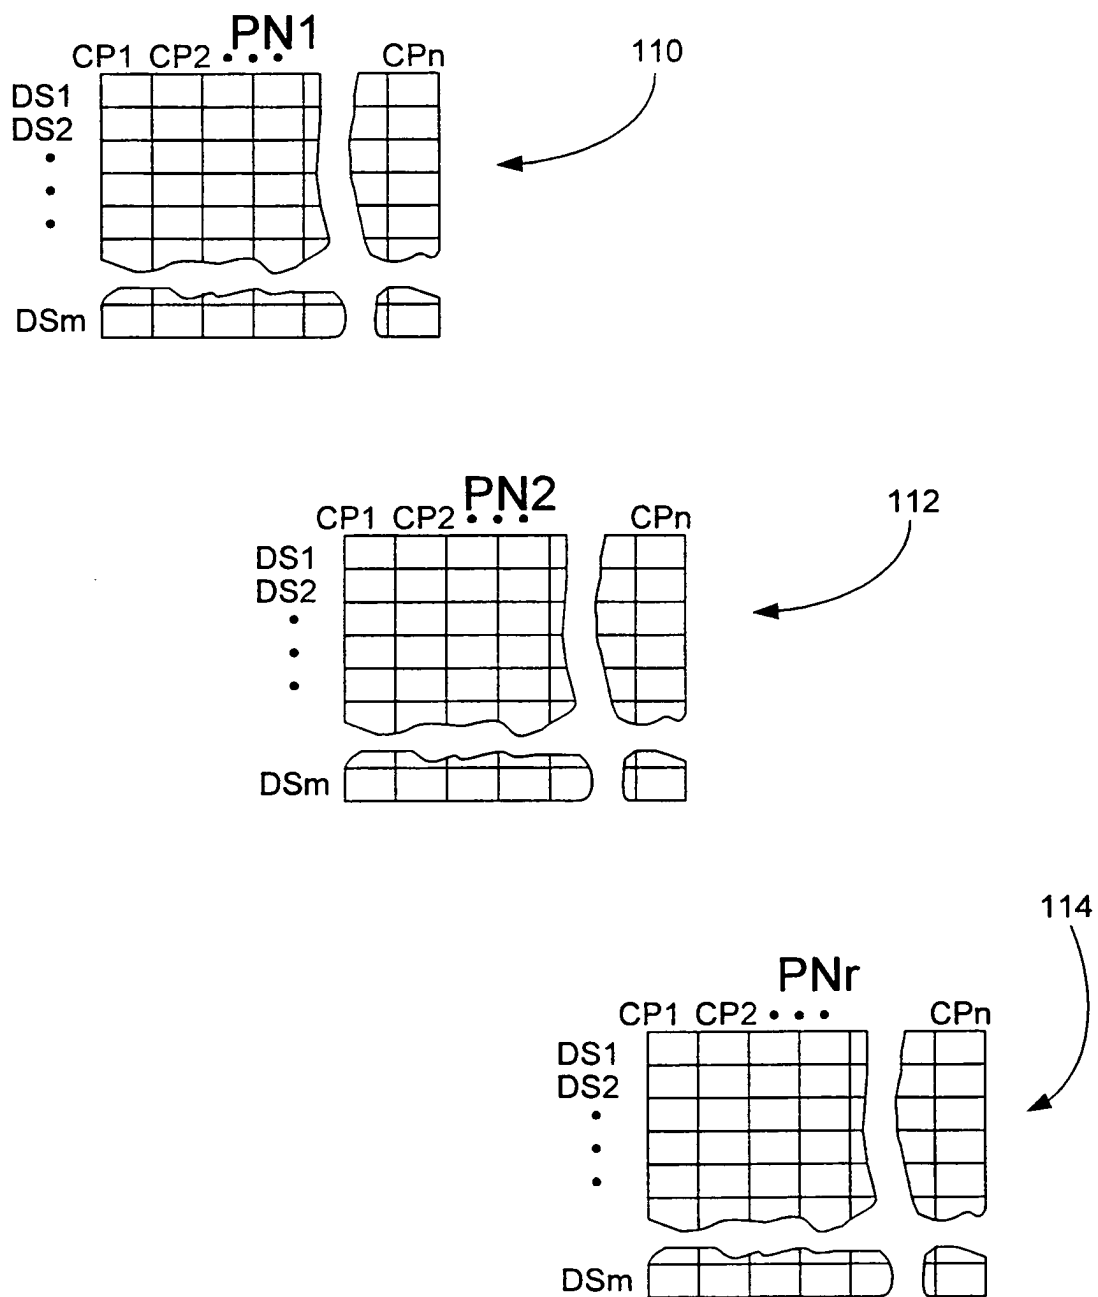 PN1
CP1 CP2 • • • CPn
110
DS1
DS2
•
•
•
DSm
PN2
CP1 CP2 • • • CPn
112
DS1
DS2
•
•
•
DSm
114
PNr
CP1 CP2 • • • CPn
DS1
DS2
•
•
•
DSm